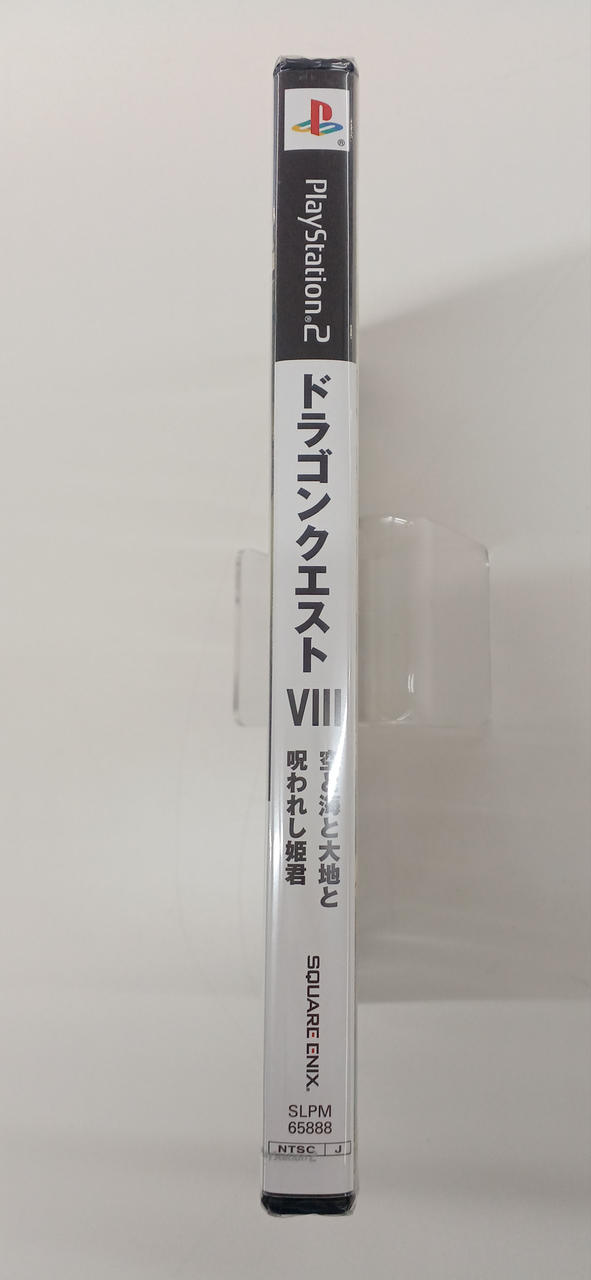 PlayStation®2
ドラゴンクエスト
VIII
空と海と大地と
呪われし姫君
SQUARE ENIX®
SLPM
65888
NTSC J